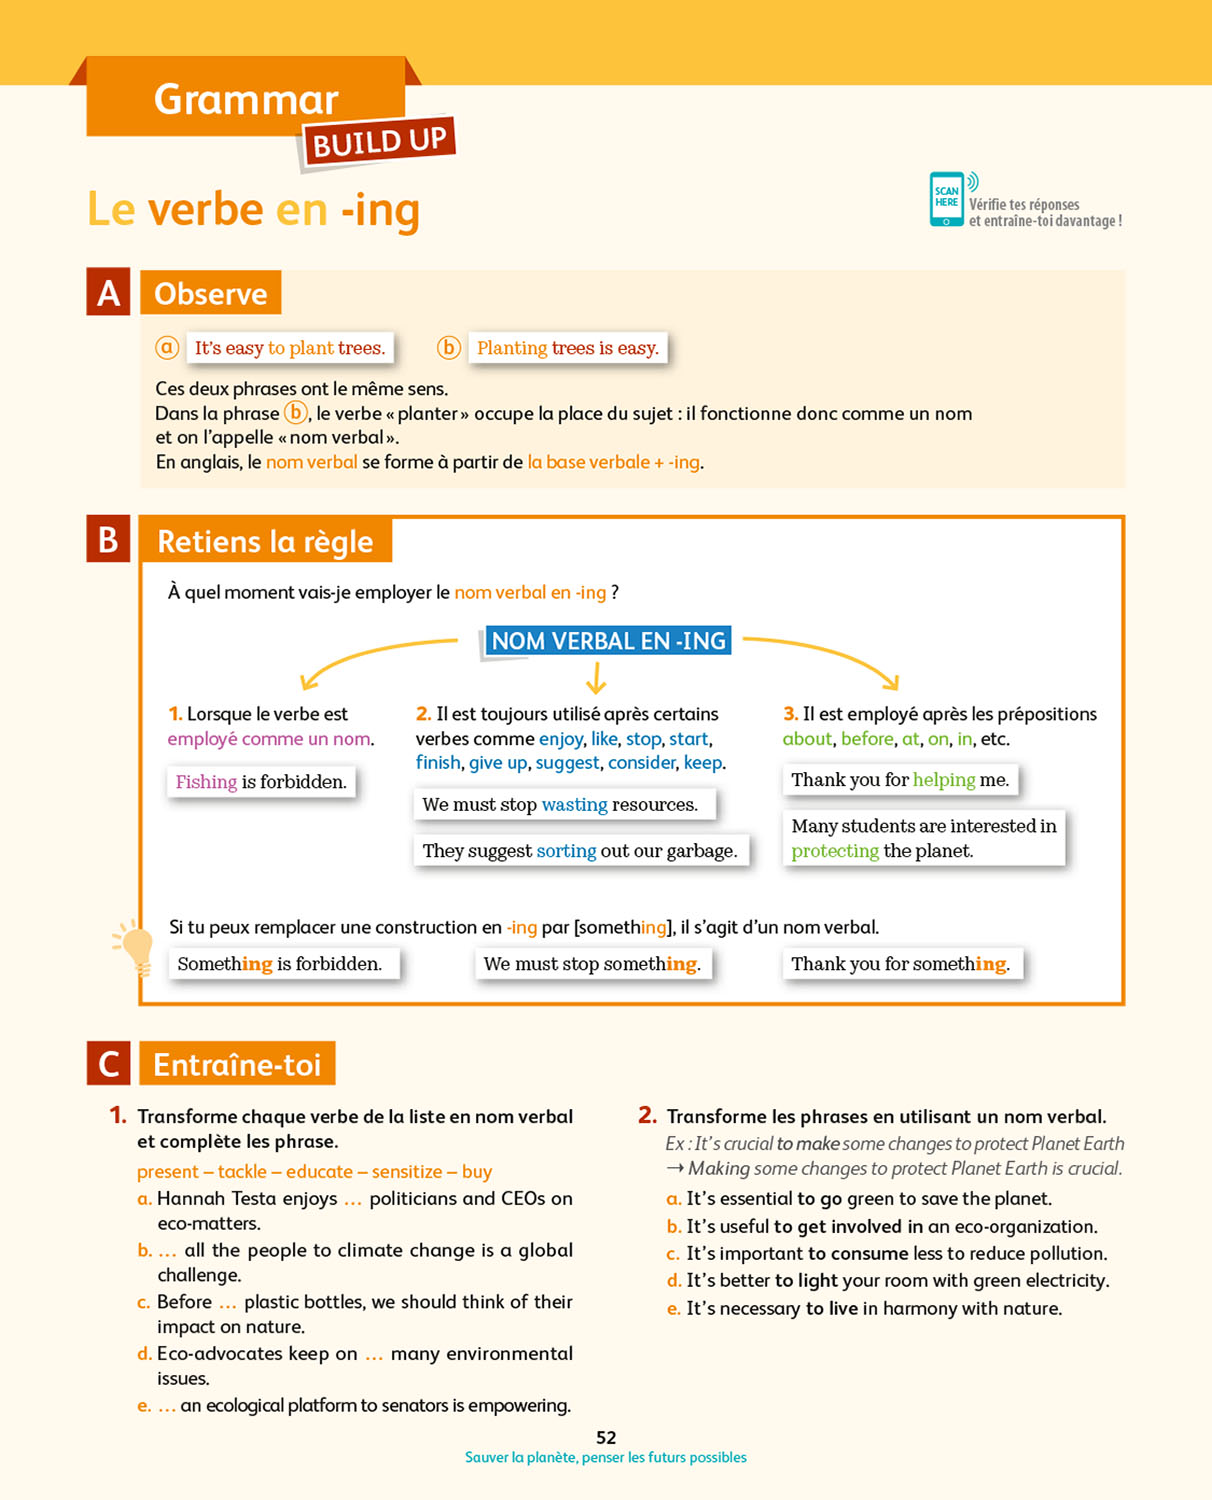 Grammar
BUILD UP
Le verbe en -ing
SCAN
HERE
Vérifie tes réponses
et entraîne-toi davantage !
A
Observe
a It's easy to plant trees.
b Planting trees is easy.
Ces deux phrases ont le même sens.
Dans la phrase b, le verbe « planter » occupe la place du sujet : il fonctionne donc comme un nom
et on l'appelle « nom verbal ».
En anglais, le nom verbal se forme à partir de la base verbale + -ing.
B
Retiens la règle
À quel moment vais-je employer le nom verbal en -ing ?
NOM VERBAL EN -ING
1. Lorsque le verbe est
employé comme un nom.
Fishing is forbidden.
2. Il est toujours utilisé après certains
verbes comme enjoy, like, stop, start,
finish, give up, suggest, consider, keep.
We must stop wasting resources.
They suggest sorting out our garbage.
3. Il est employé après les prépositions
about, before, at, on, in, etc.
Thank you for helping me.
Many students are interested in
protecting the planet.
Si tu peux remplacer une construction en -ing par [something], il s'agit d'un nom verbal.
Something is forbidden.
We must stop something.
Thank you for something.
C
Entraîne-toi
1. Transforme chaque verbe de la liste en nom verbal
et complète les phrase.
present – tackle – educate – sensitize – buy
a. Hannah Testa enjoys … politicians and CEOs on
eco-matters.
b. … all the people to climate change is a global
challenge.
c. Before … plastic bottles, we should think of their
impact on nature.
d. Eco-advocates keep on … many environmental
issues.
e. … an ecological platform to senators is empowering.
2. Transforme les phrases en utilisant un nom verbal.
Ex : It's crucial to make some changes to protect Planet Earth
→ Making some changes to protect Planet Earth is crucial.
a. It's essential to go green to save the planet.
b. It's useful to get involved in an eco-organization.
c. It's important to consume less to reduce pollution.
d. It's better to light your room with green electricity.
e. It's necessary to live in harmony with nature.
52
Sauver la planète, penser les futurs possibles